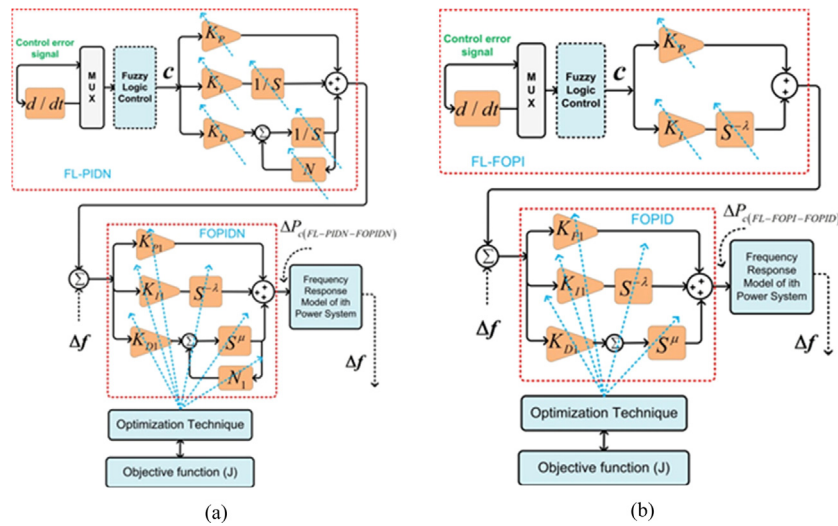 Control error
signal
d / dt
M
U
X
Fuzzy
Logic
Control
c
K_P
K_I
1/S
K_D
Σ
1/S
N
+
+
FL-PIDN
FOPIDN
ΔP_c(FL−PIDN−FOPIDN)
Σ
Δf
K_P1
K_I1
S^−λ
K_D1
Σ
S^μ
N_1
+
+
Frequency
Response
Model of ith
Power System
Δf
Optimization Technique
Objective function (J)
(a)
Control error
signal
d / dt
M
U
X
Fuzzy
Logic
Control
c
K_P
K_I
S^−λ
+
+
FL-FOPI
FOPID
ΔP_c(FL−FOPI−FOPID)
Σ
Δf
K_P1
K_I1
S^−λ
K_D1
Σ
S^μ
+
+
Frequency
Response
Model of ith
Power System
Δf
Optimization Technique
Objective function (J)
(b)